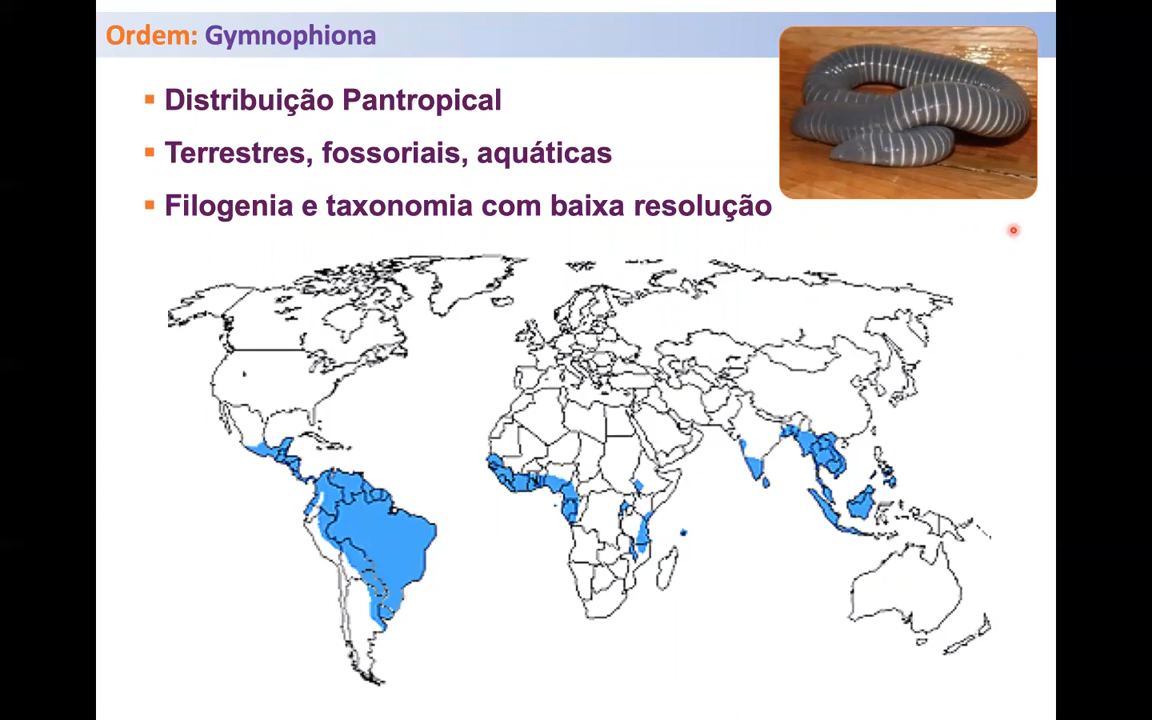 Ordem: Gymnophiona
Distribuição Pantropical
Terrestres, fossoriais, aquáticas
Filogenia e taxonomia com baixa resolução